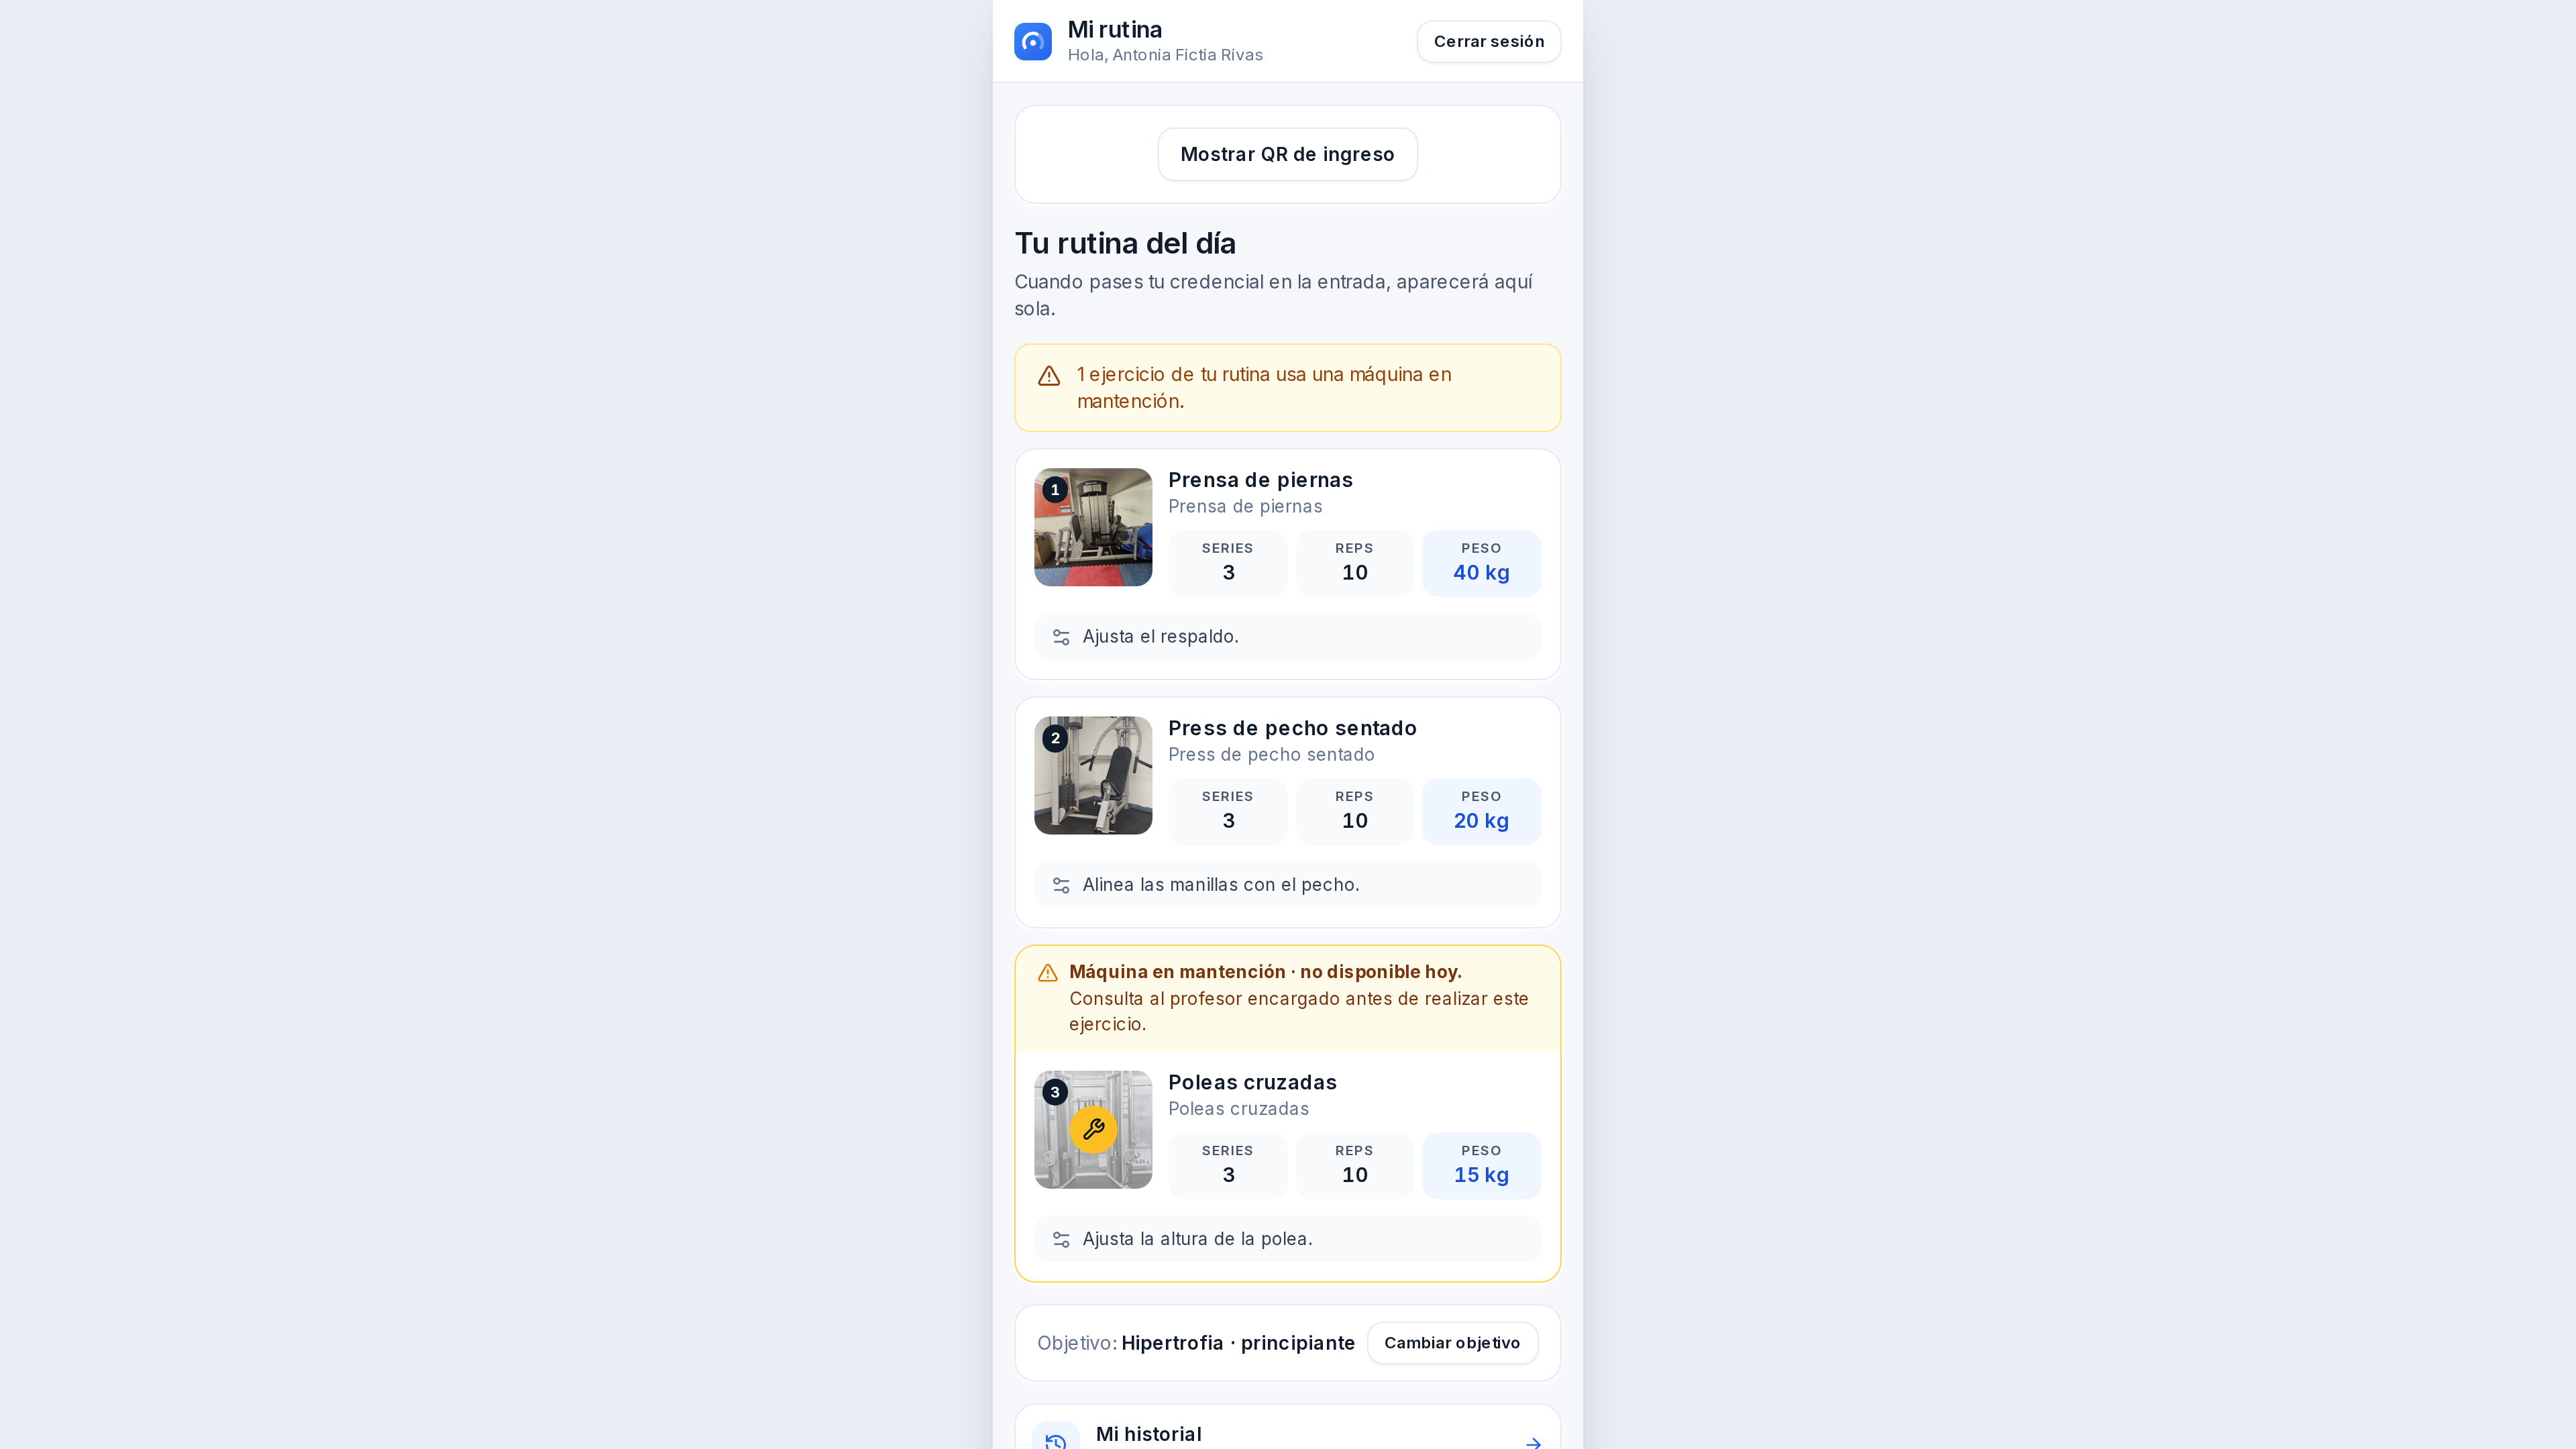 Mi rutina
Hola, Antonia Fictia Rivas
Cerrar sesión
Mostrar QR de ingreso
Tu rutina del día
Cuando pases tu credencial en la entrada, aparecerá aquí
sola.
1 ejercicio de tu rutina usa una máquina en
mantención.
1
Prensa de piernas
Prensa de piernas
SERIES REPS PESO
3 10 40 kg
Ajusta el respaldo.
2
Press de pecho sentado
Press de pecho sentado
SERIES REPS PESO
3 10 20 kg
Alinea las manillas con el pecho.
Máquina en mantención · no disponible hoy.
Consulta al profesor encargado antes de realizar este
ejercicio.
3
Poleas cruzadas
Poleas cruzadas
SERIES REPS PESO
3 10 15 kg
Ajusta la altura de la polea.
Objetivo: Hipertrofia · principiante Cambiar objetivo
Mi historial